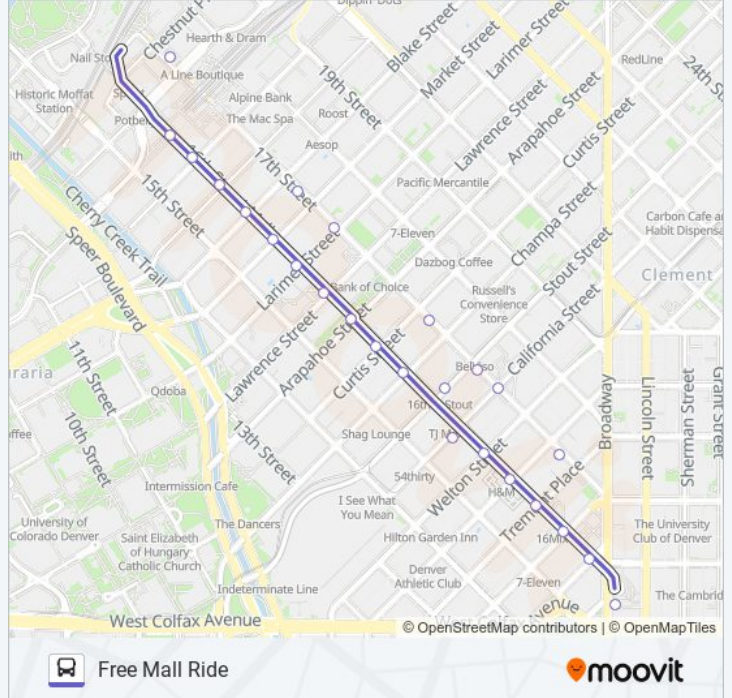 Chestnut P
Dippin' Dots
Blake Street
Market Street
Larimer Street
Hearth & Dram
Nail Sto
RedLine
24th St
A Line Boutique
19th Street
Historic Moffat
Station
Alpine Bank
The Mac Spa
Roost
Lawrence Street
Arapahoe Street
Curtis Street
Potbel
Aesop
15th Street
17th Street
Pacific Mercantile
Cherry Creek Trail
Speer Boulevard
7-Eleven
Champa Street
Carbon Cafe a
Habit Dispensa
Larimer Street
Dazbog Coffee
Stout Street
Clement
Bank of Choice
Russell's
Convenience
Store
California Street
Lawrence Street
Arapahoe Street
Curtis Street
raria
11th Street
10th Street
Qdoba
Broadway
Lincoln Street
Sherman Street
Grant Street
16th
Stout
ffee
13th Street
Shag Lounge
TJ M
Welton Street
54thirty
Tremont Place
H&M
Intermission Cafe
I See What
You Mean
University of
Colorado Denver
The Dancers
Saint Elizabeth
of Hungary
Catholic Church
Hilton Garden Inn
16Mi
The University
Club of Denver
Denver
Athletic Club
7-Eleven
Indeterminate Line
The Cambrid
West Colfax Avenue
enue
© OpenStreetMap contributors | © OpenMapTiles
Free Mall Ride
moovit